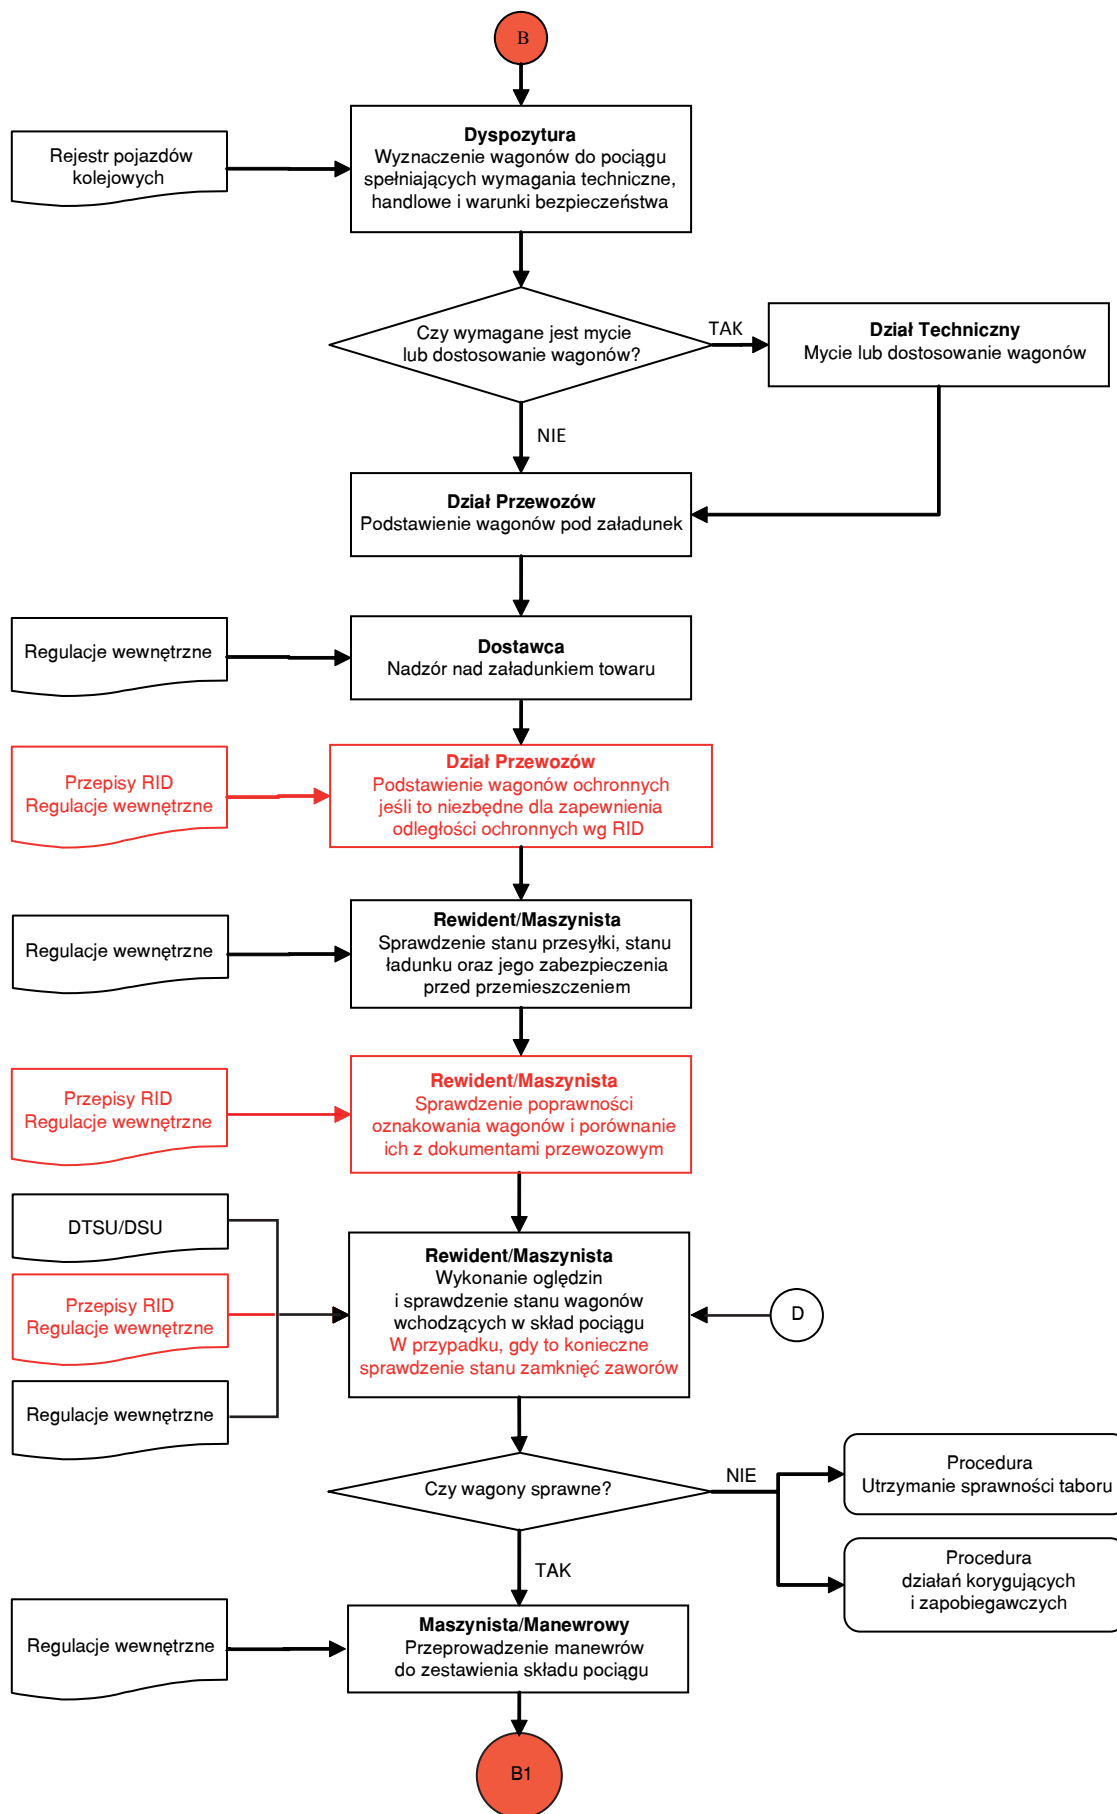 B
Dyspozytura
Wyznaczenie wagonów do pociągu
spełniających wymagania techniczne,
handlowe i warunki bezpieczeństwa
Rejestr pojazdów
kolejowych
Czy wymagane jest mycie
lub dostosowanie wagonów?
TAK
Dział Techniczny
Mycie lub dostosowanie wagonów
NIE
Dział Przewozów
Podstawienie wagonów pod załadunek
Regulacje wewnętrzne
Dostawca
Nadzór nad załadunkiem towaru
Przepisy RID
Regulacje wewnętrzne
Dział Przewozów
Podstawienie wagonów ochronnych
jeśli to niezbędne dla zapewnienia
odległości ochronnych wg RID
Regulacje wewnętrzne
Rewident/Maszynista
Sprawdzenie stanu przesyłki, stanu
ładunku oraz jego zabezpieczenia
przed przemieszczeniem
Przepisy RID
Regulacje wewnętrzne
Rewident/Maszynista
Sprawdzenie poprawności
oznakowania wagonów i porównanie
ich z dokumentami przewozowym
DTSU/DSU
Przepisy RID
Regulacje wewnętrzne
Regulacje wewnętrzne
Rewident/Maszynista
Wykonanie oględzin
i sprawdzenie stanu wagonów
wchodzących w skład pociągu
W przypadku, gdy to konieczne
sprawdzenie stanu zamknięć zaworów
D
Czy wagony sprawne?
NIE
Procedura
Utrzymanie sprawności taboru
Procedura
działań korygujących
i zapobiegawczych
TAK
Regulacje wewnętrzne
Maszynista/Manewrowy
Przeprowadzenie manewrów
do zestawienia składu pociągu
B1